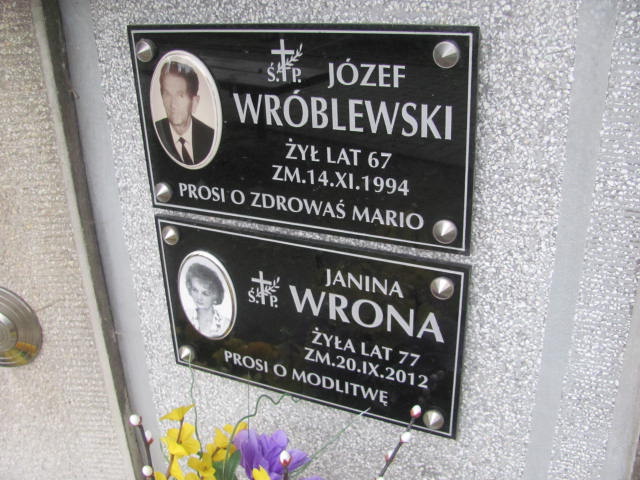 Ś. P. JÓZEF
WRÓBLEWSKI
ŻYŁ LAT 67
ZM.14.XI.1994
PROSI O ZDROWAŚ MARIO
JANINA
Ś. P. WRONA
ŻYŁA LAT 77
ZM.20.IX.2012
PROSI O MODLITWĘ